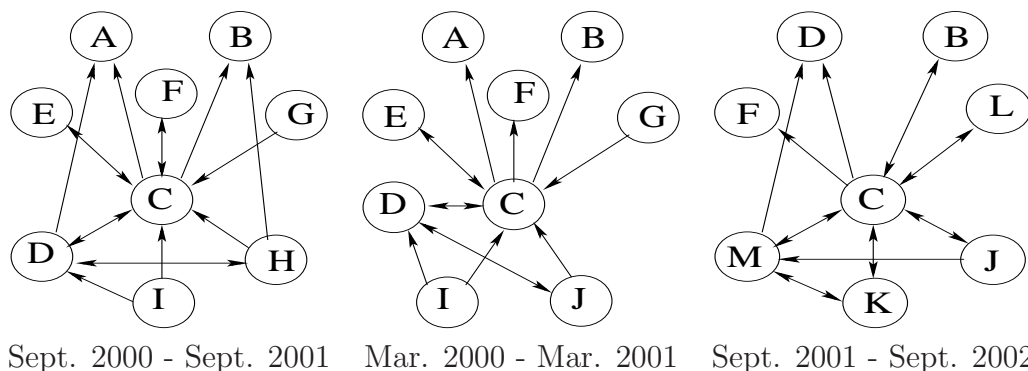 A B A B D B
E F G E F G F L
C C C
D H D M J
I I J K
Sept. 2000 - Sept. 2001 Mar. 2000 - Mar. 2001 Sept. 2001 - Sept. 2002